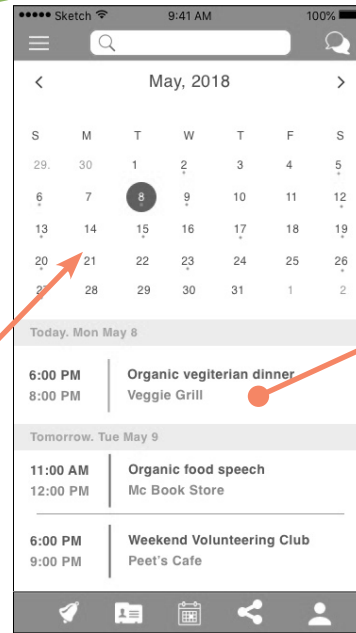 Sketch 9:41 AM 100%
May, 2018
S M T W T F S
29. 30 1 2 3 4 5
6 7 8 9 10 11 12
13 14 15 16 17 18 19
20 21 22 23 24 25 26
27 28 29 30 31 1 2
Today. Mon May 8
6:00 PM Organic vegiterian dinner
8:00 PM Veggie Grill
Tomorrow. Tue May 9
11:00 AM Organic food speech
12:00 PM Mc Book Store
6:00 PM Weekend Volunteering Club
9:00 PM Peet's Cafe